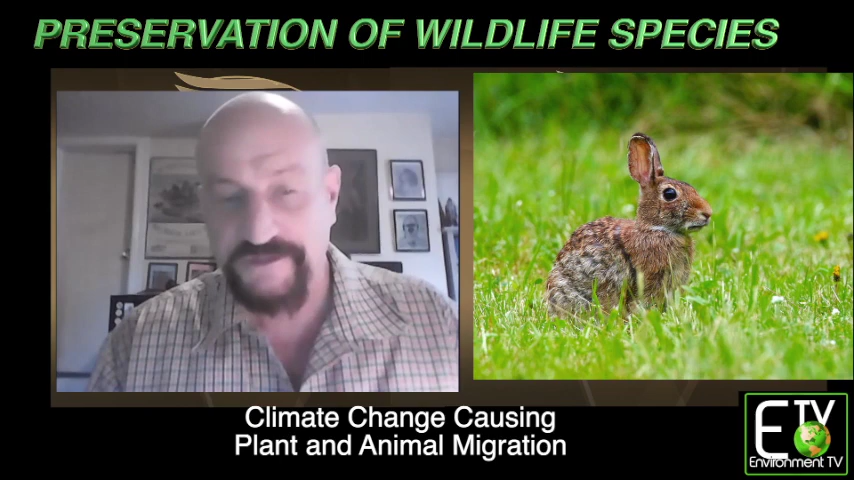 PRESERVATION OF WILDLIFE SPECIES
Climate Change Causing
Plant and Animal Migration
ETV
Environment TV